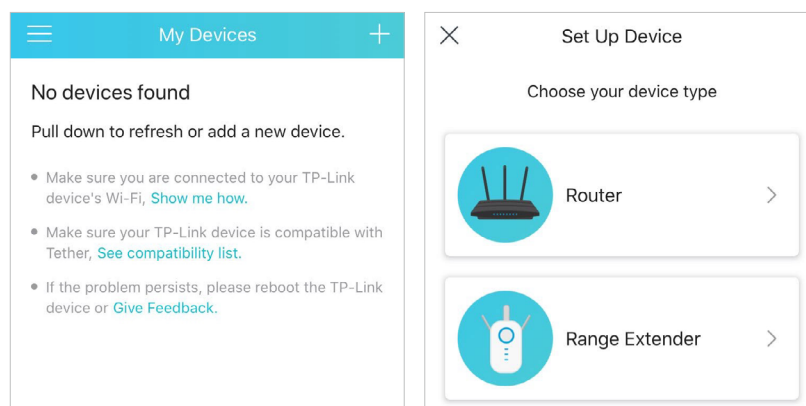 My Devices
No devices found
Pull down to refresh or add a new device.
Make sure you are connected to your TP-Link
device's Wi-Fi, Show me how.
Make sure your TP-Link device is compatible with
Tether, See compatibility list.
If the problem persists, please reboot the TP-Link
device or Give Feedback.
Set Up Device
Choose your device type
Router
Range Extender